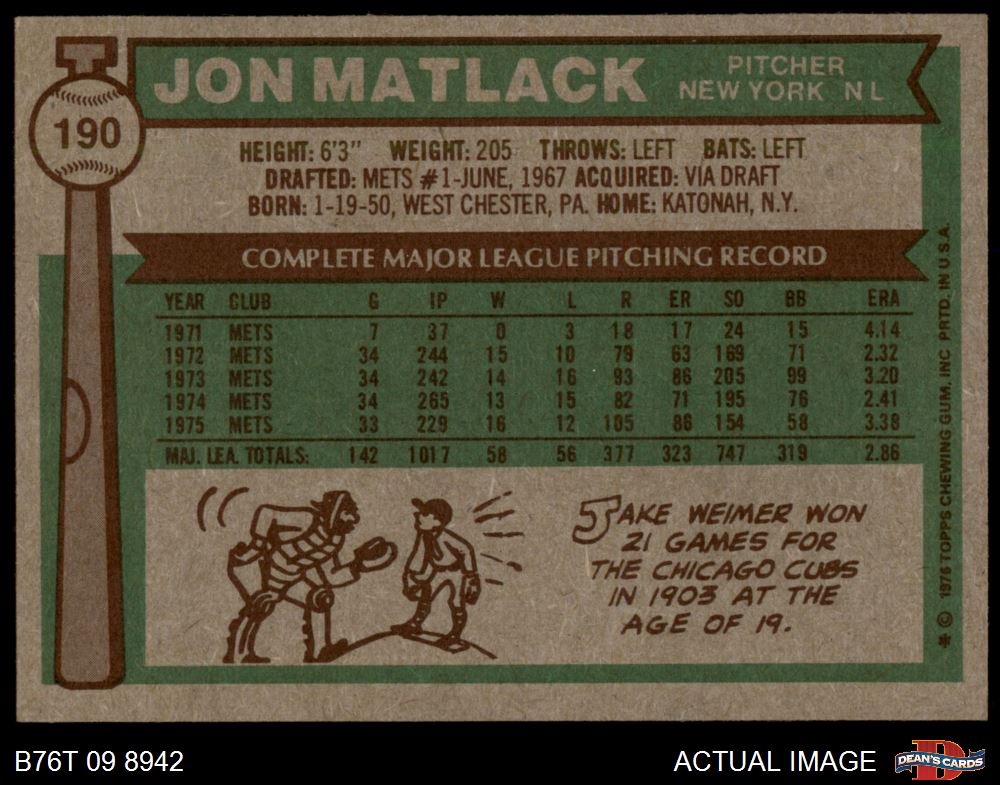 JON MATLACK PITCHER
NEW YORK NL
190
HEIGHT: 6'3" WEIGHT: 205 THROWS: LEFT BATS: LEFT
DRAFTED: METS #1-JUNE, 1967 ACQUIRED: VIA DRAFT
BORN: 1-19-50, WEST CHESTER, PA. HOME: KATONAH, N.Y.
COMPLETE MAJOR LEAGUE PITCHING RECORD
YEAR CLUB G IP W L R ER SO BB ERA
1971 METS 7 37 0 3 18 17 24 15 4.14
1972 METS 34 244 15 10 79 63 169 71 2.32
1973 METS 34 242 14 16 93 86 205 99 3.20
1974 METS 34 265 13 15 82 71 195 76 2.41
1975 METS 33 229 16 12 105 86 154 58 3.38
MAJ. LEA. TOTALS: 142 1017 58 56 377 323 747 319 2.86
JAKE WEIMER WON
21 GAMES FOR
THE CHICAGO CUBS
IN 1903 AT THE
AGE OF 19.
* © 1976 TOPPS CHEWING GUM, INC PRTD. IN U.S.A.
B76T 09 8942 ACTUAL IMAGE DEAN'S CARDS